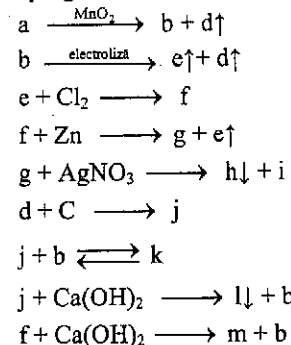 a —MnO₂→ b + d↑
b —electroliză→ e↑+ d↑
e + Cl₂ ⟶ f
f + Zn ⟶ g + e↑
g + AgNO₃ ⟶ h↓ + i
d + C ⟶ j
j + b ⇄ k
j + Ca(OH)₂ ⟶ l↓ + b
f + Ca(OH)₂ ⟶ m + b